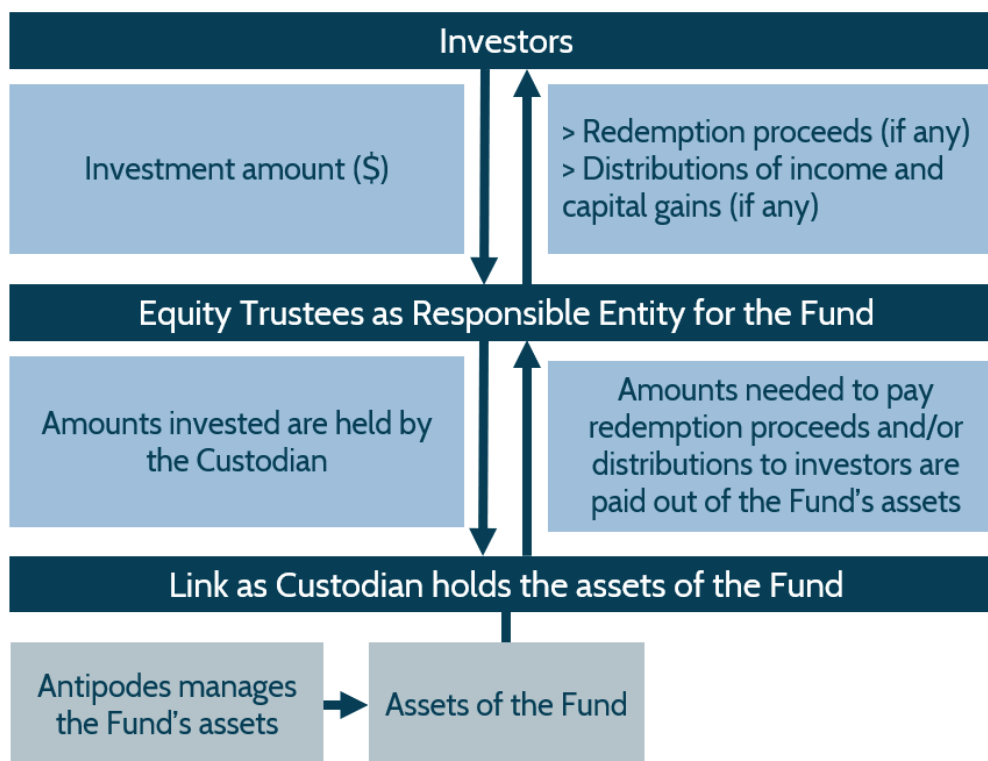 Investors
Investment amount ($)
> Redemption proceeds (if any)
> Distributions of income and
capital gains (if any)
Equity Trustees as Responsible Entity for the Fund
Amounts invested are held by
the Custodian
Amounts needed to pay
redemption proceeds and/or
distributions to investors are
paid out of the Fund’s assets
Link as Custodian holds the assets of the Fund
Antipodes manages
the Fund’s assets
Assets of the Fund